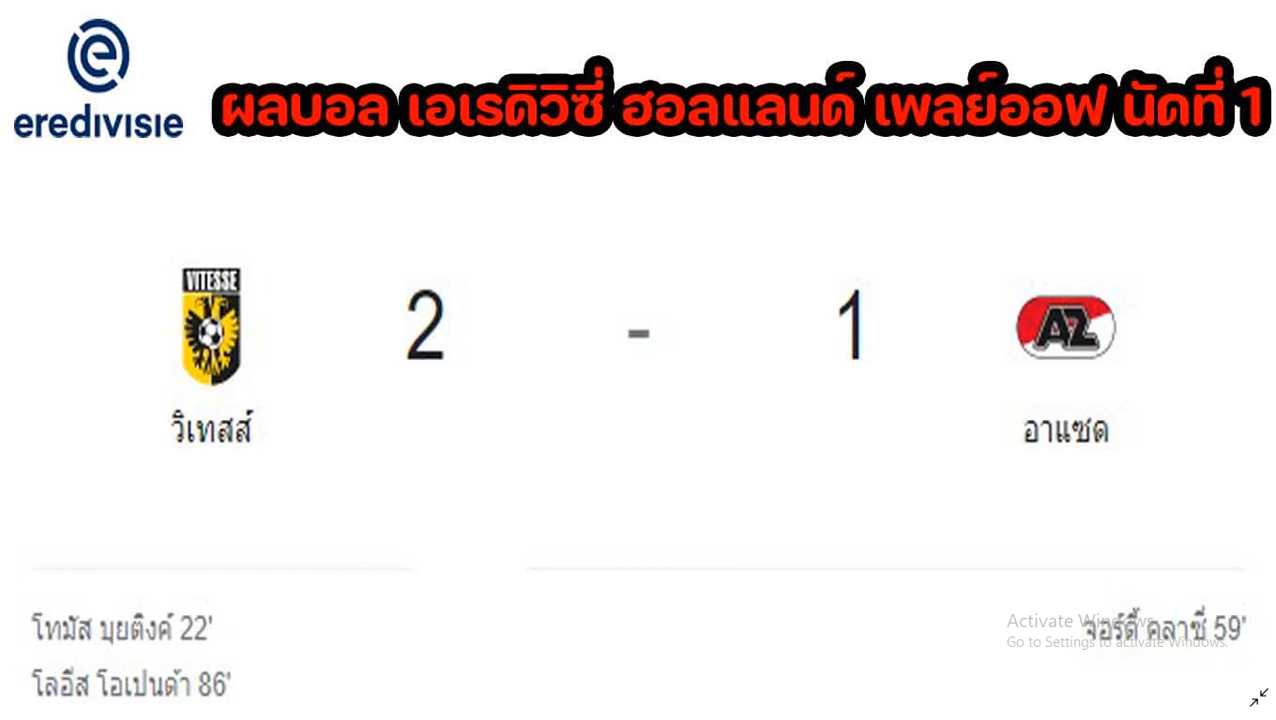 eredivisie
ผลบอล เอเรดิวิซี่ ฮอลแลนด์ เพลย์ออฟ นัดที่ 1
VITESSE
2 - 1
AZ
วิเทสส์
อาแซด
โทมัส บุยติงค์ 22'
จอร์ดี้ คลาซี่ 59'
โลอีส โอเปนด้า 86'
Activate Windows
Go to Settings to activate Windows.